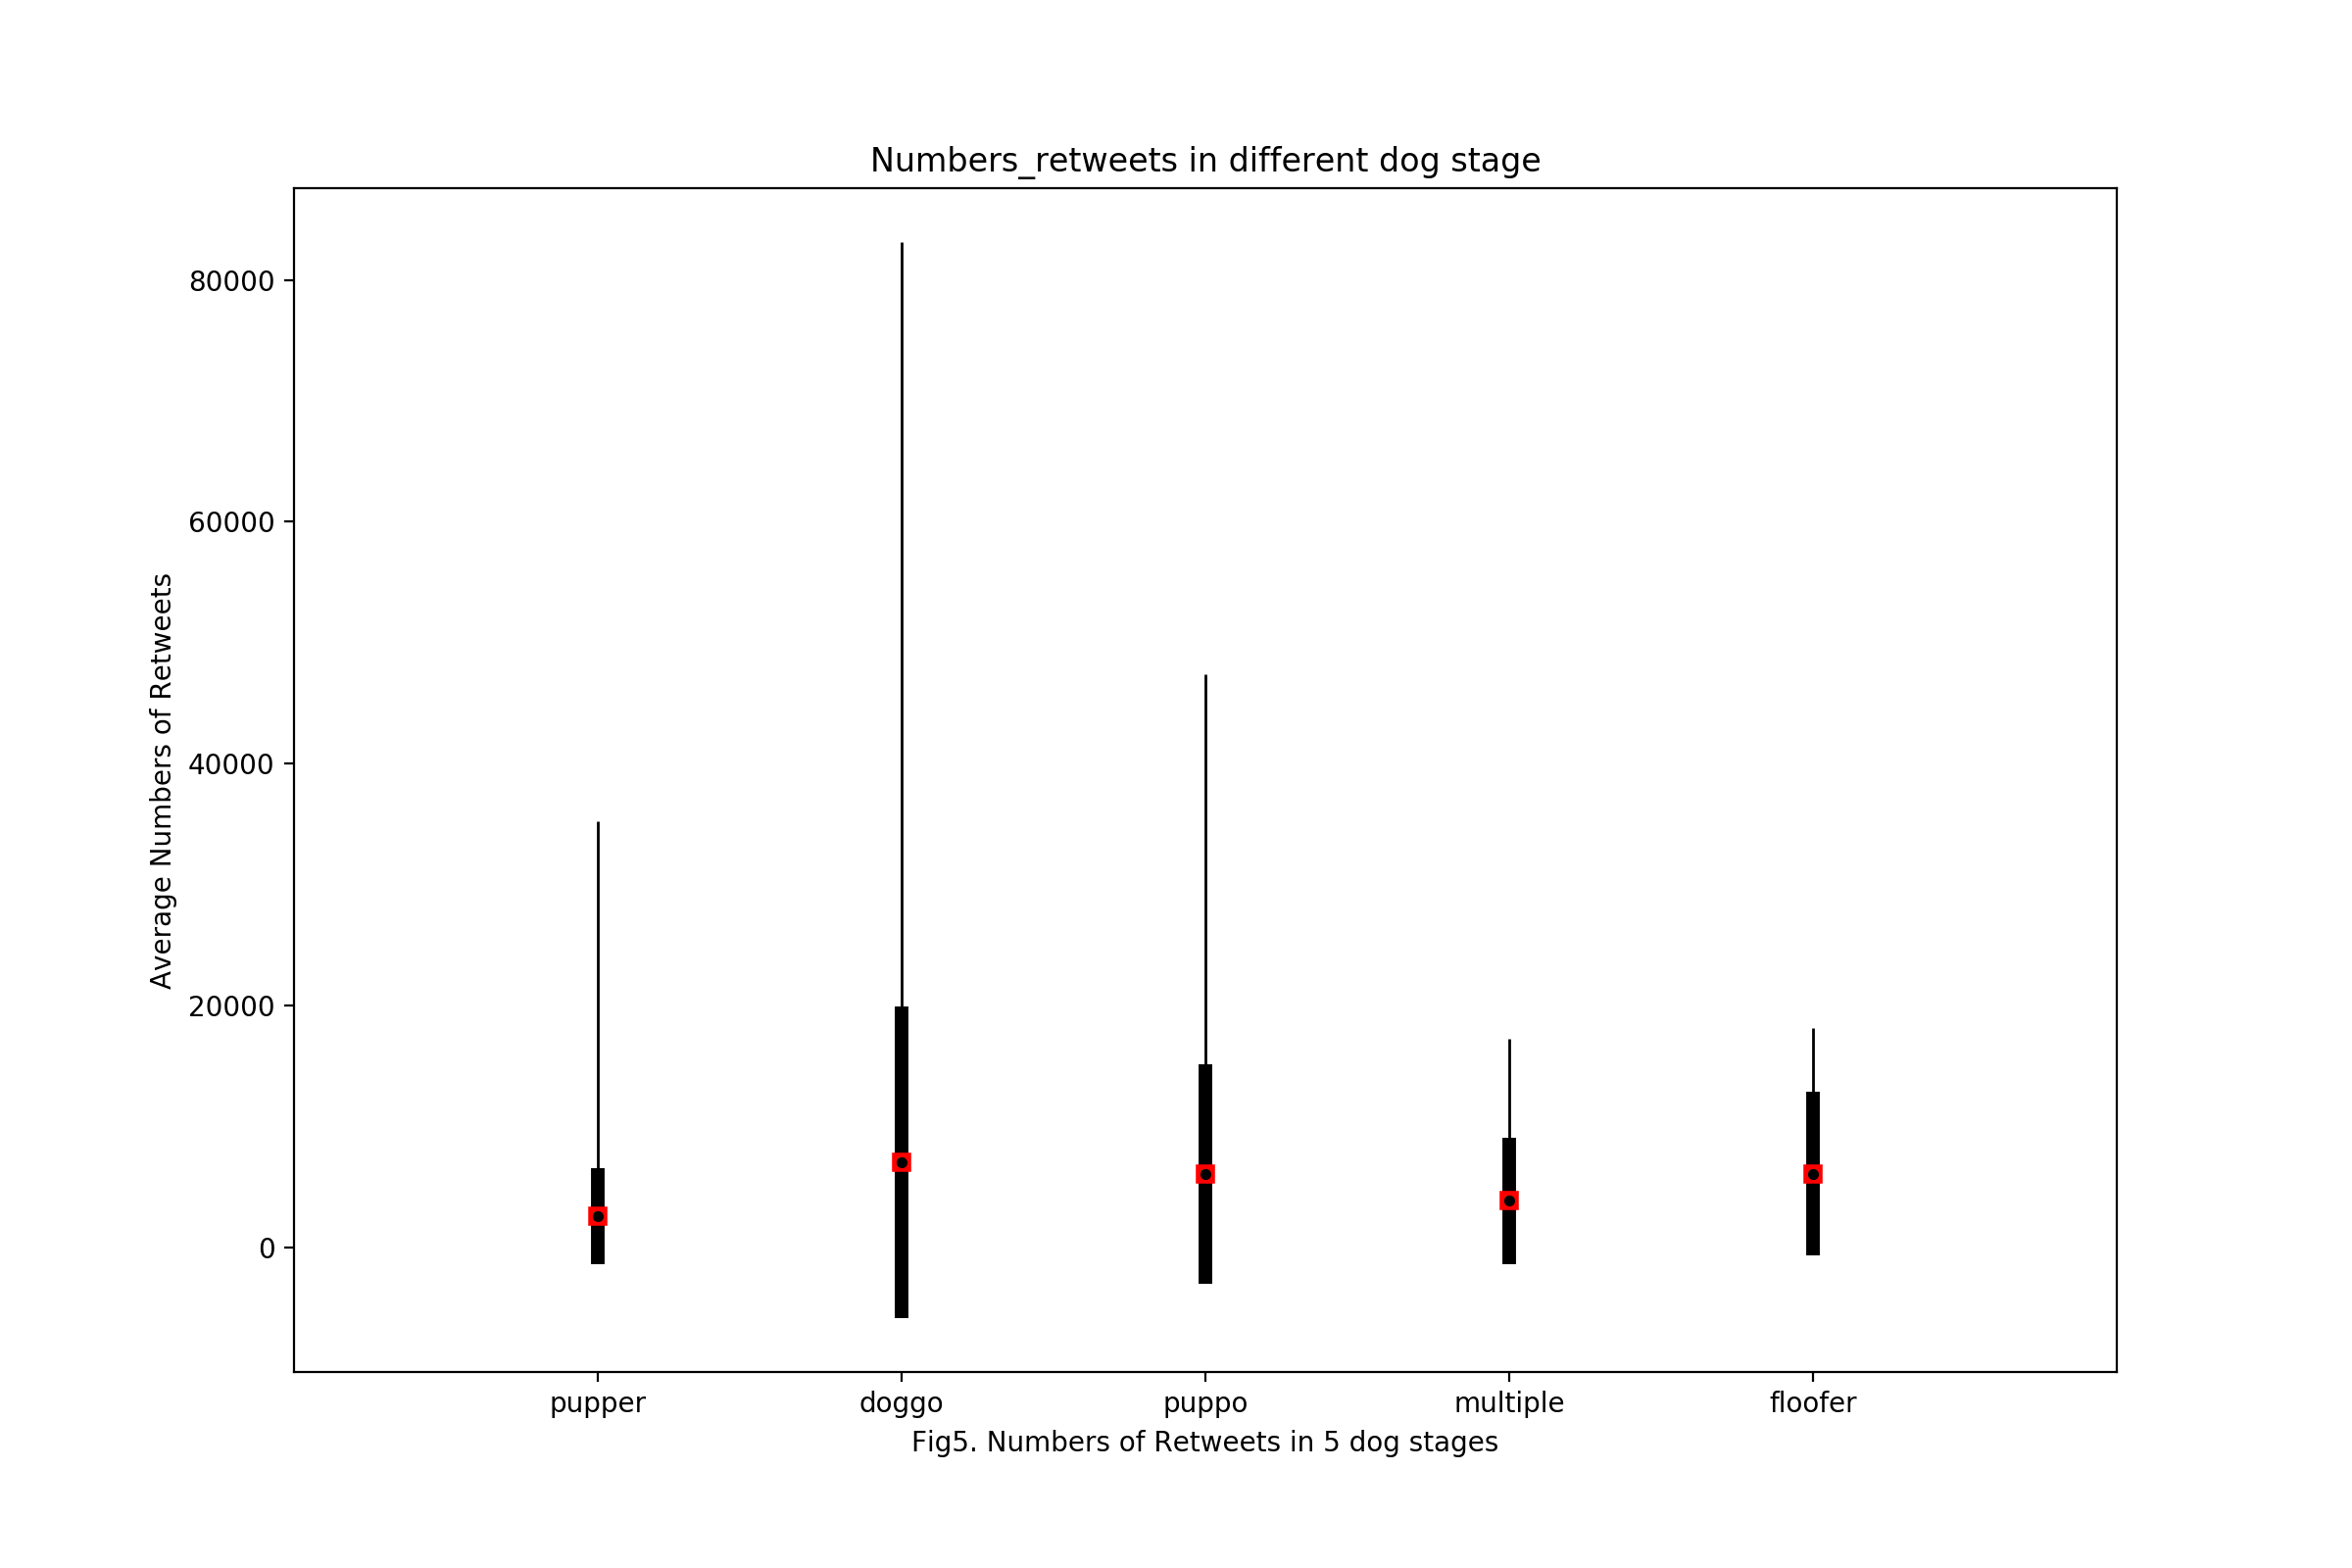 Numbers_retweets in different dog stage
Average Numbers of Retweets
80000
60000
40000
20000
0
pupper doggo puppo multiple floofer
Fig5. Numbers of Retweets in 5 dog stages